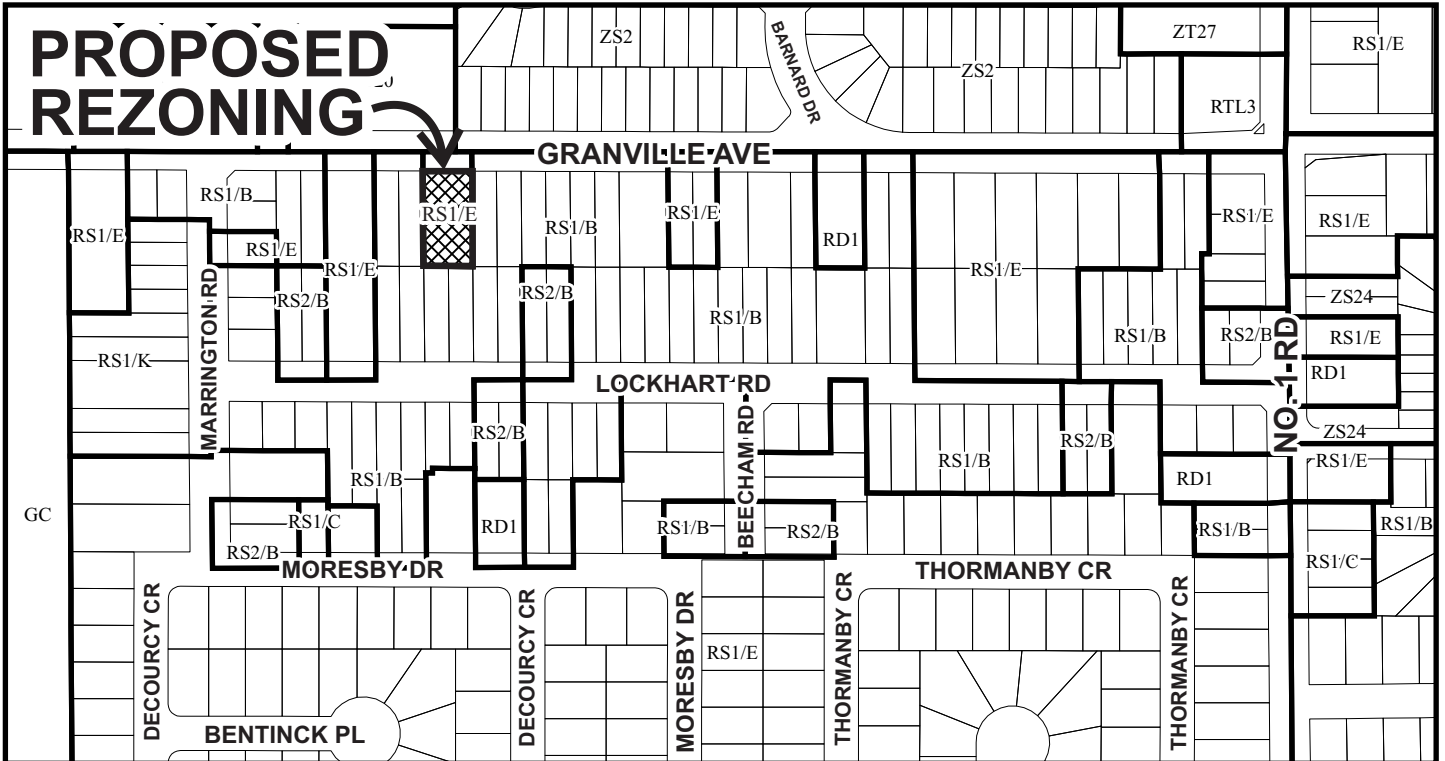 PROPOSED
REZONING
ZS2
BARNARD DR
ZS2
ZT27
RS1/E
RTL3
GRANVILLE AVE
RS1/B
RS1/E
RS1/E
RS1/E
RS1/E
RS1/B
RS1/E
RD1
RS1/E
RS1/E
RS1/E
RS2/B
RS2/B
RS1/B
RS1/B
RS2/B
ZS24
RS1/E
RD1
ZS24
RS1/E
NO. 1 RD
MARRINGTON RD
RS1/K
LOCKHART RD
BEECHAM RD
RS2/B
RS1/B
RS1/B
RS2/B
RD1
GC
RS2/B
RS1/C
RD1
RS1/B
RS2/B
RS1/B
RS1/B
RS1/C
MORESBY DR
THORMANBY CR
DECOURCY CR
DECOURCY CR
MORESBY DR
RS1/E
THORMANBY CR
THORMANBY CR
BENTINCK PL